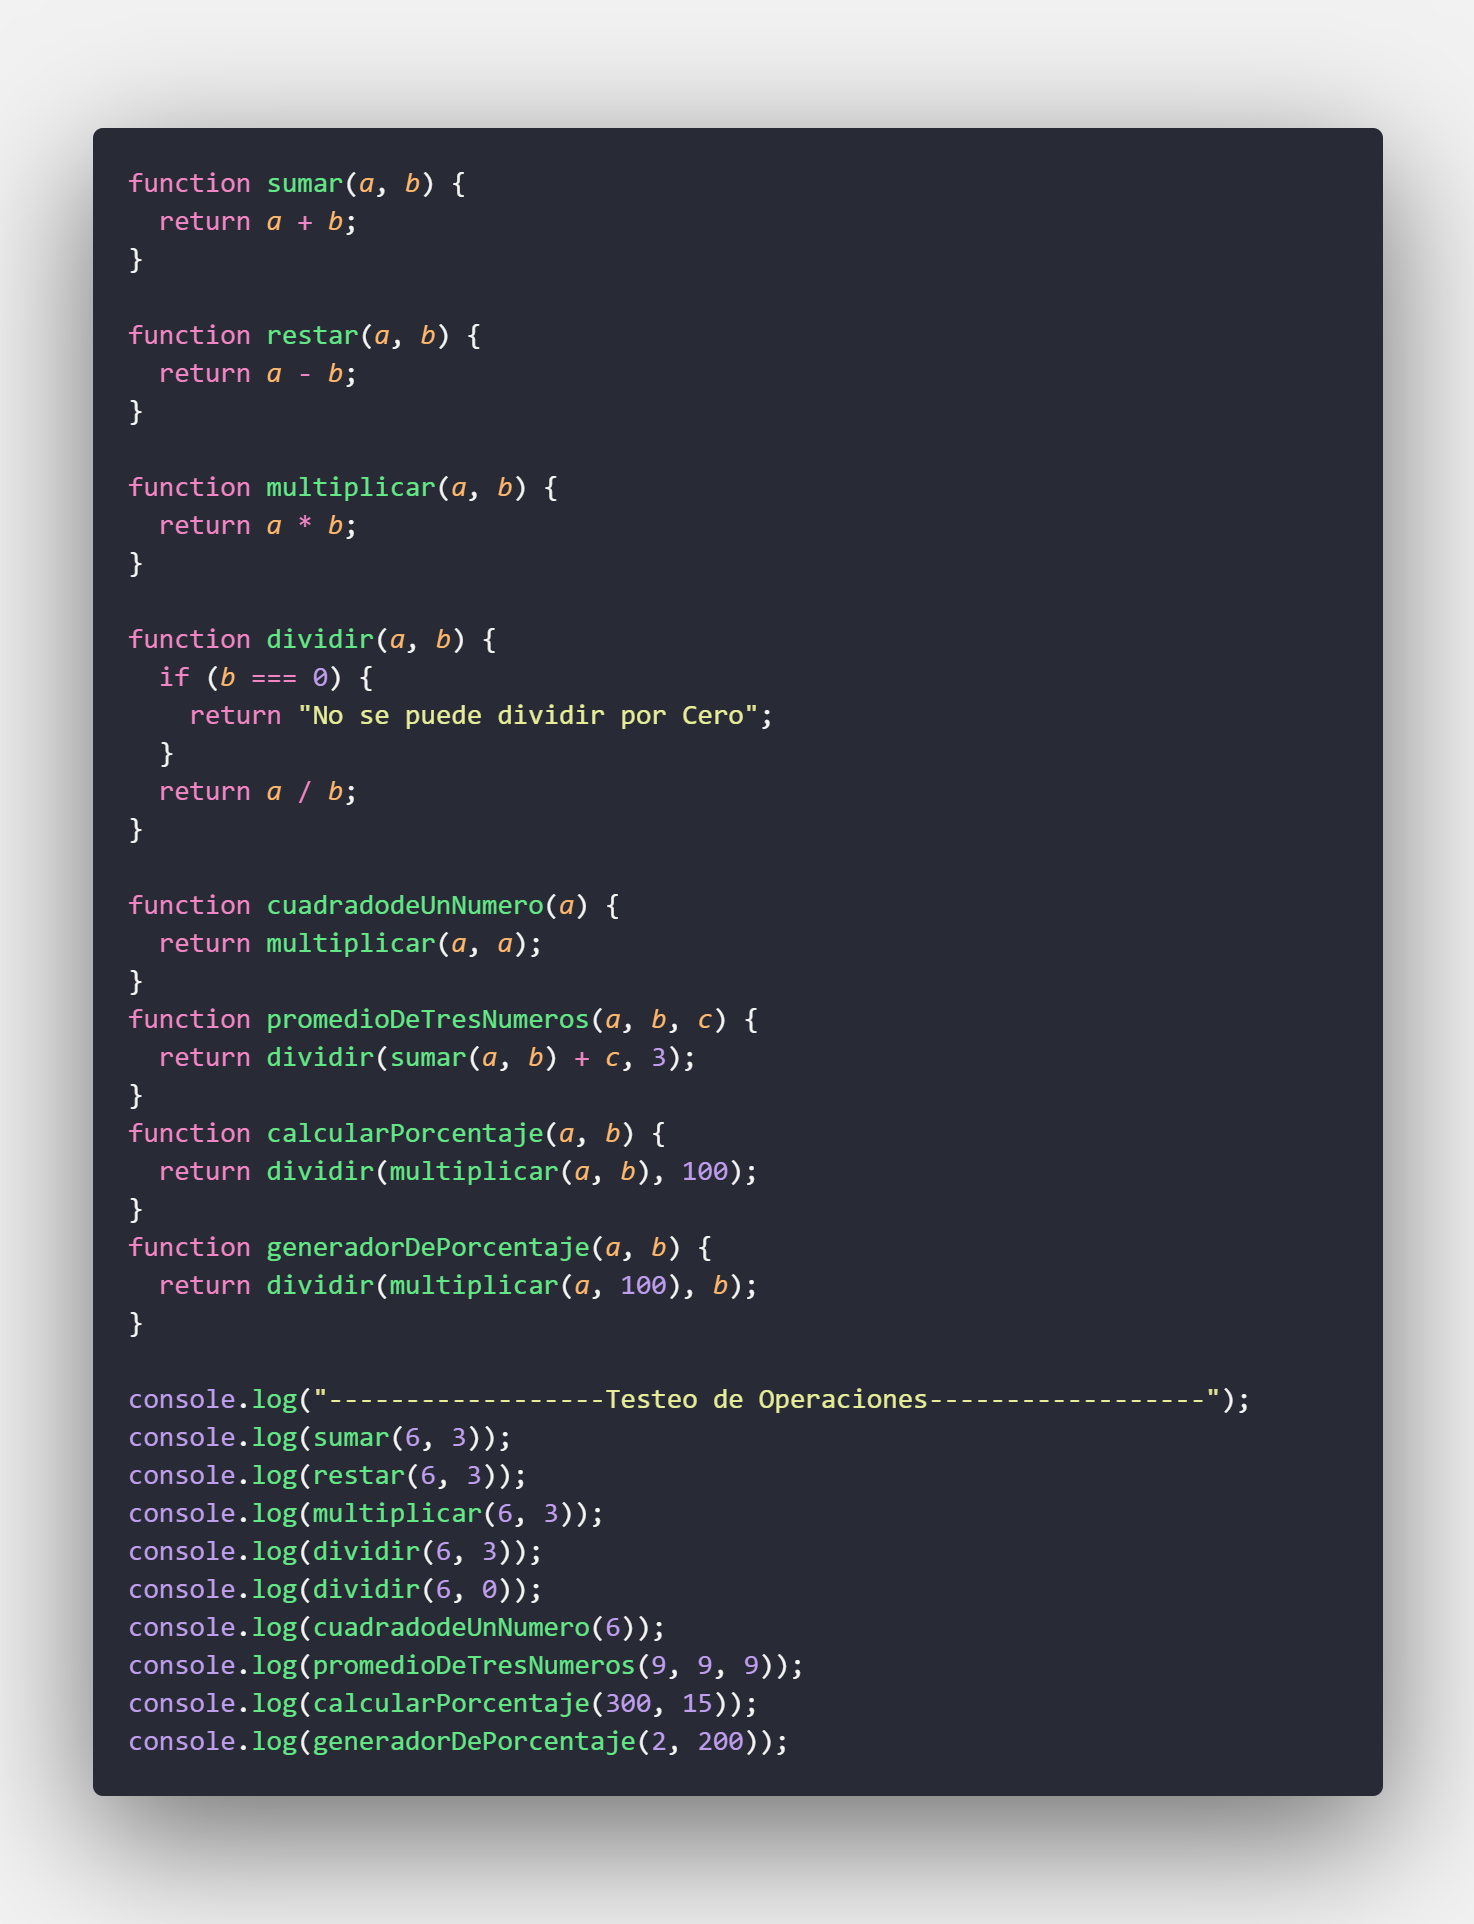 function sumar(a, b) {
  return a + b;
}

function restar(a, b) {
  return a - b;
}

function multiplicar(a, b) {
  return a * b;
}

function dividir(a, b) {
  if (b === 0) {
    return "No se puede dividir por Cero";
  }
  return a / b;
}

function cuadradodeUnNumero(a) {
  return multiplicar(a, a);
}
function promedioDeTresNumeros(a, b, c) {
  return dividir(sumar(a, b) + c, 3);
}
function calcularPorcentaje(a, b) {
  return dividir(multiplicar(a, b), 100);
}
function generadorDePorcentaje(a, b) {
  return dividir(multiplicar(a, 100), b);
}

console.log("------------------Testeo de Operaciones------------------");
console.log(sumar(6, 3));
console.log(restar(6, 3));
console.log(multiplicar(6, 3));
console.log(dividir(6, 3));
console.log(dividir(6, 0));
console.log(cuadradodeUnNumero(6));
console.log(promedioDeTresNumeros(9, 9, 9));
console.log(calcularPorcentaje(300, 15));
console.log(generadorDePorcentaje(2, 200));